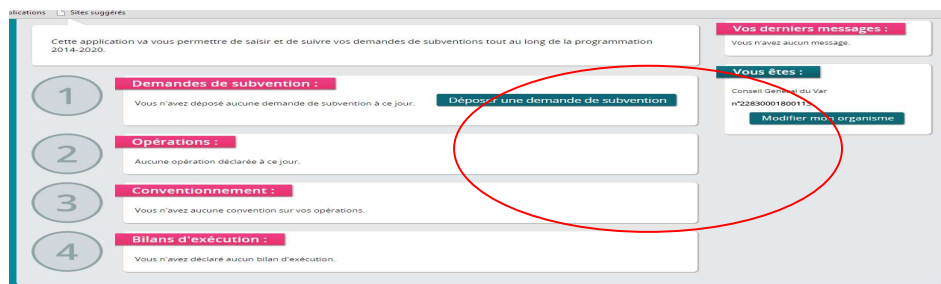 plications Sites suggérés
Cette application va vous permettre de saisir et de suivre vos demandes de subventions tout au long de la programmation
2014-2020.
1
Demandes de subvention :
Vous n'avez déposé aucune demande de subvention à ce jour.
Déposer une demande de subvention
2
Opérations :
Aucune opération déclarée à ce jour.
3
Conventionnement :
Vous n'avez aucune convention sur vos opérations.
4
Bilans d'exécution :
Vous n'avez déclaré aucun bilan d'exécution.
Vos derniers messages :
Vous n'avez aucun message.
Vous êtes :
Conseil Général du Var
Modifier mon organisme